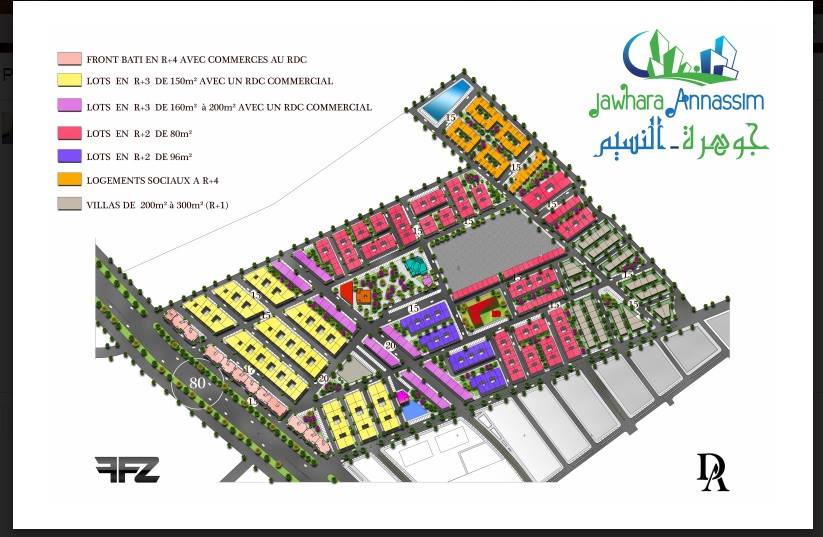 FRONT BATI EN R+4 AVEC COMMERCES AU RDC
LOTS EN R+3 DE 150m² AVEC UN RDC COMMERCIAL
LOTS EN R+3 DE 160m² à 200m² AVEC UN RDC COMMERCIAL
LOTS EN R+2 DE 80m²
LOTS EN R+2 DE 96m²
LOGEMENTS SOCIAUX A R+4
VILLAS DE 200m² à 300m² (R+1)
Jawhara Annassim
جوهرة - النسيم
15
15
15
15
15
15
15
15
15
15
15
20
20
15
15
80
FFZ
DA